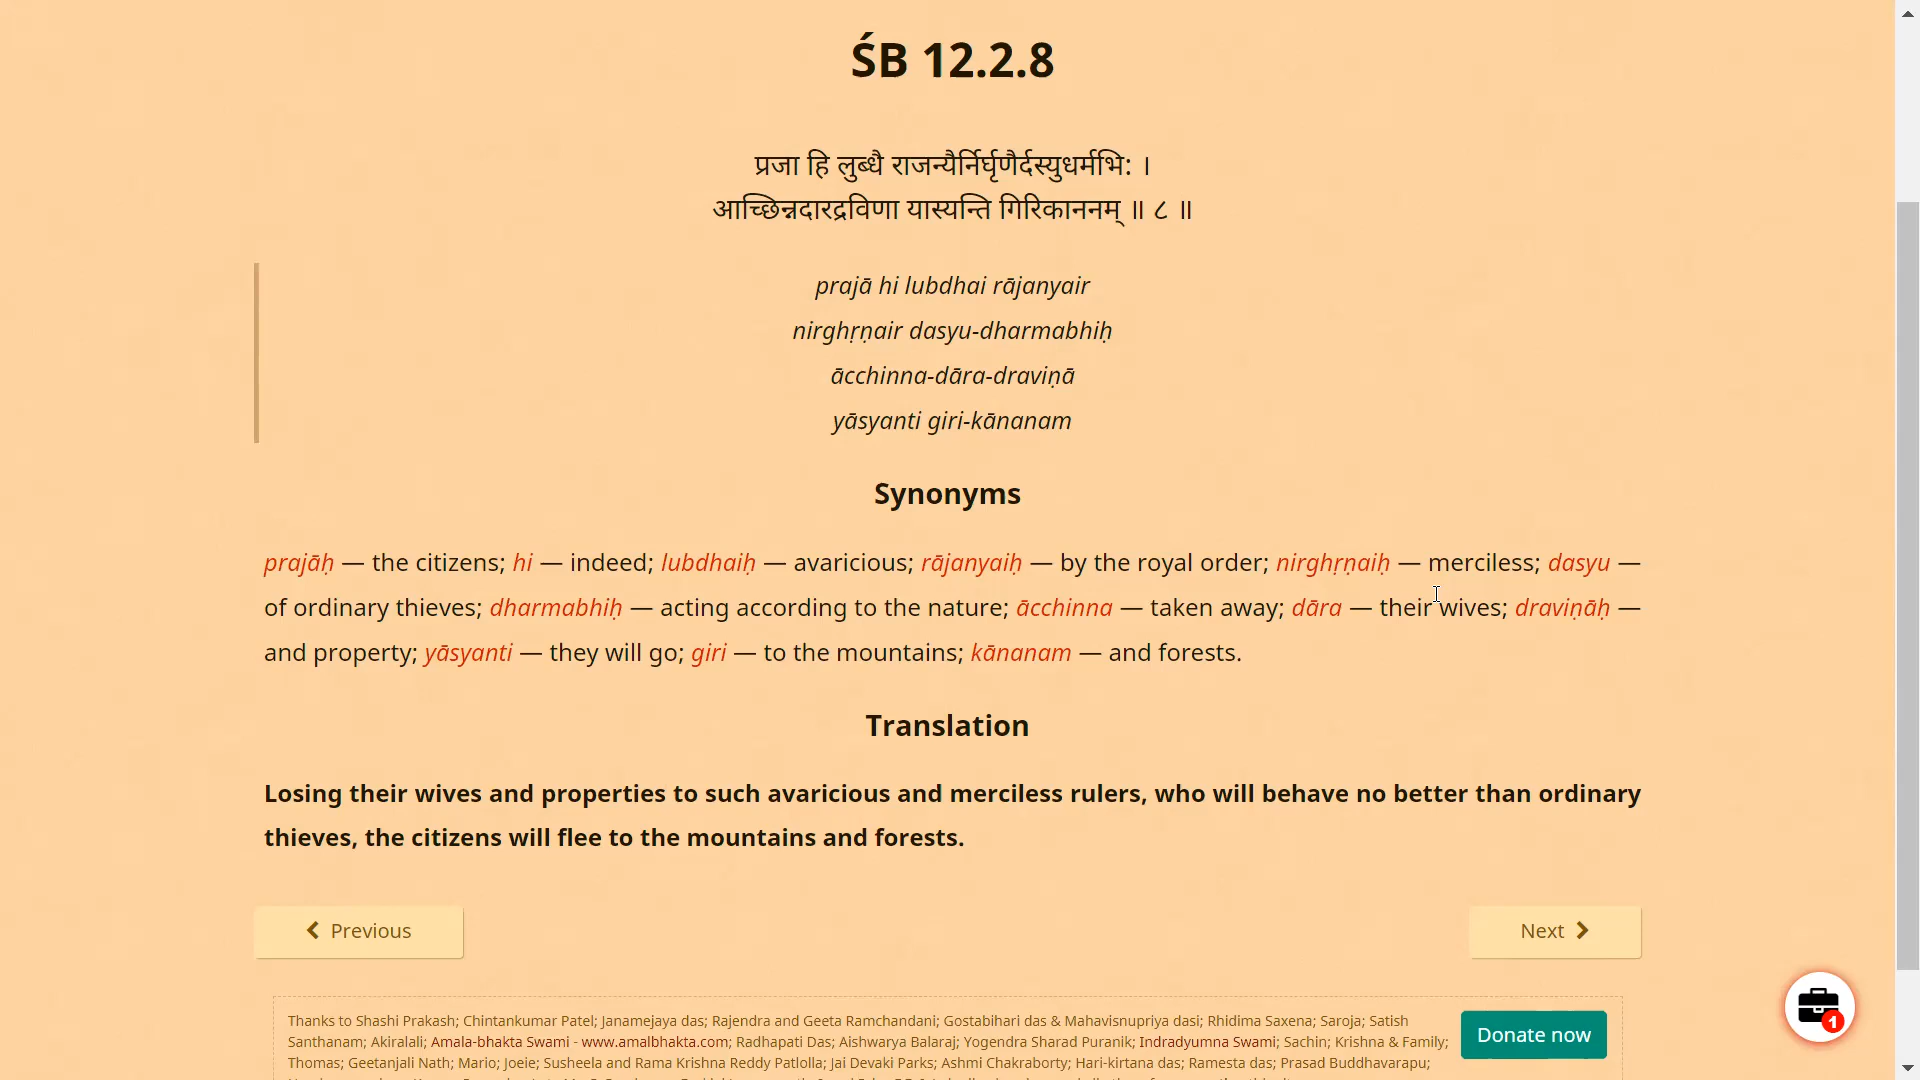 ŚB 12.2.8
प्रजा हि लुब्धै राजन्यैर्निर्घृणैर्दस्युधर्मभि: ।
आच्छिन्नदारद्रविणा यास्यन्ति गिरिकाननम् ॥ ८ ॥
prajā hi lubdhai rājanyair
nirghṛṇair dasyu-dharmabhiḥ
ācchinna-dāra-draviṇā
yāsyanti giri-kānanam
Synonyms
prajāḥ — the citizens; hi — indeed; lubdhaiḥ — avaricious; rājanyaiḥ — by the royal order; nirghṛṇaiḥ — merciless; dasyu —
of ordinary thieves; dharmabhiḥ — acting according to the nature; ācchinna — taken away; dāra — their wives; draviṇāḥ —
and property; yāsyanti — they will go; giri — to the mountains; kānanam — and forests.
Translation
Losing their wives and properties to such avaricious and merciless rulers, who will behave no better than ordinary
thieves, the citizens will flee to the mountains and forests.
Previous
Next
Thanks to Shashi Prakash; Chintankumar Patel; Janamejaya das; Rajendra and Geeta Ramchandani; Gostabihari das & Mahavisnupriya dasi; Rhidima Saxena; Saroja; Satish
Santhanam; Akiralali; Amala-bhakta Swami - www.amalbhakta.com; Radhapati Das; Aishwarya Balaraj; Yogendra Sharad Puranik; Indradyumna Swami; Sachin; Krishna & Family;
Thomas; Geetanjali Nath; Mario; Joeie; Susheela and Rama Krishna Reddy Patlolla; Jai Devaki Parks; Ashmi Chakraborty; Hari-kirtana das; Ramesta das; Prasad Buddhavarapu;
Donate now
1